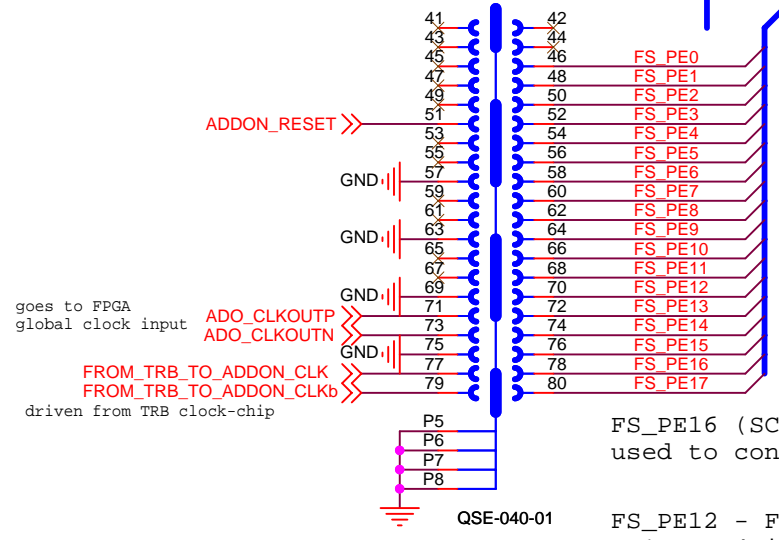 41 42
43 44
45 46 FS_PE0
47 48 FS_PE1
49 50 FS_PE2
ADDON_RESET 51 52 FS_PE3
53 54 FS_PE4
55 56 FS_PE5
GND 57 58 FS_PE6
59 60 FS_PE7
61 62 FS_PE8
GND 63 64 FS_PE9
65 66 FS_PE10
67 68 FS_PE11
GND 69 70 FS_PE12
goes to FPGA
global clock input
ADO_CLKOUTP 71 72 FS_PE13
ADO_CLKOUTN 73 74 FS_PE14
GND 75 76 FS_PE15
FROM_TRB_TO_ADDON_CLK 77 78 FS_PE16
FROM_TRB_TO_ADDON_CLKb 79 80 FS_PE17
driven from TRB clock-chip
P5
P6
P7
P8
QSE-040-01
FS_PE16 (SC
used to con
FS_PE12 - F